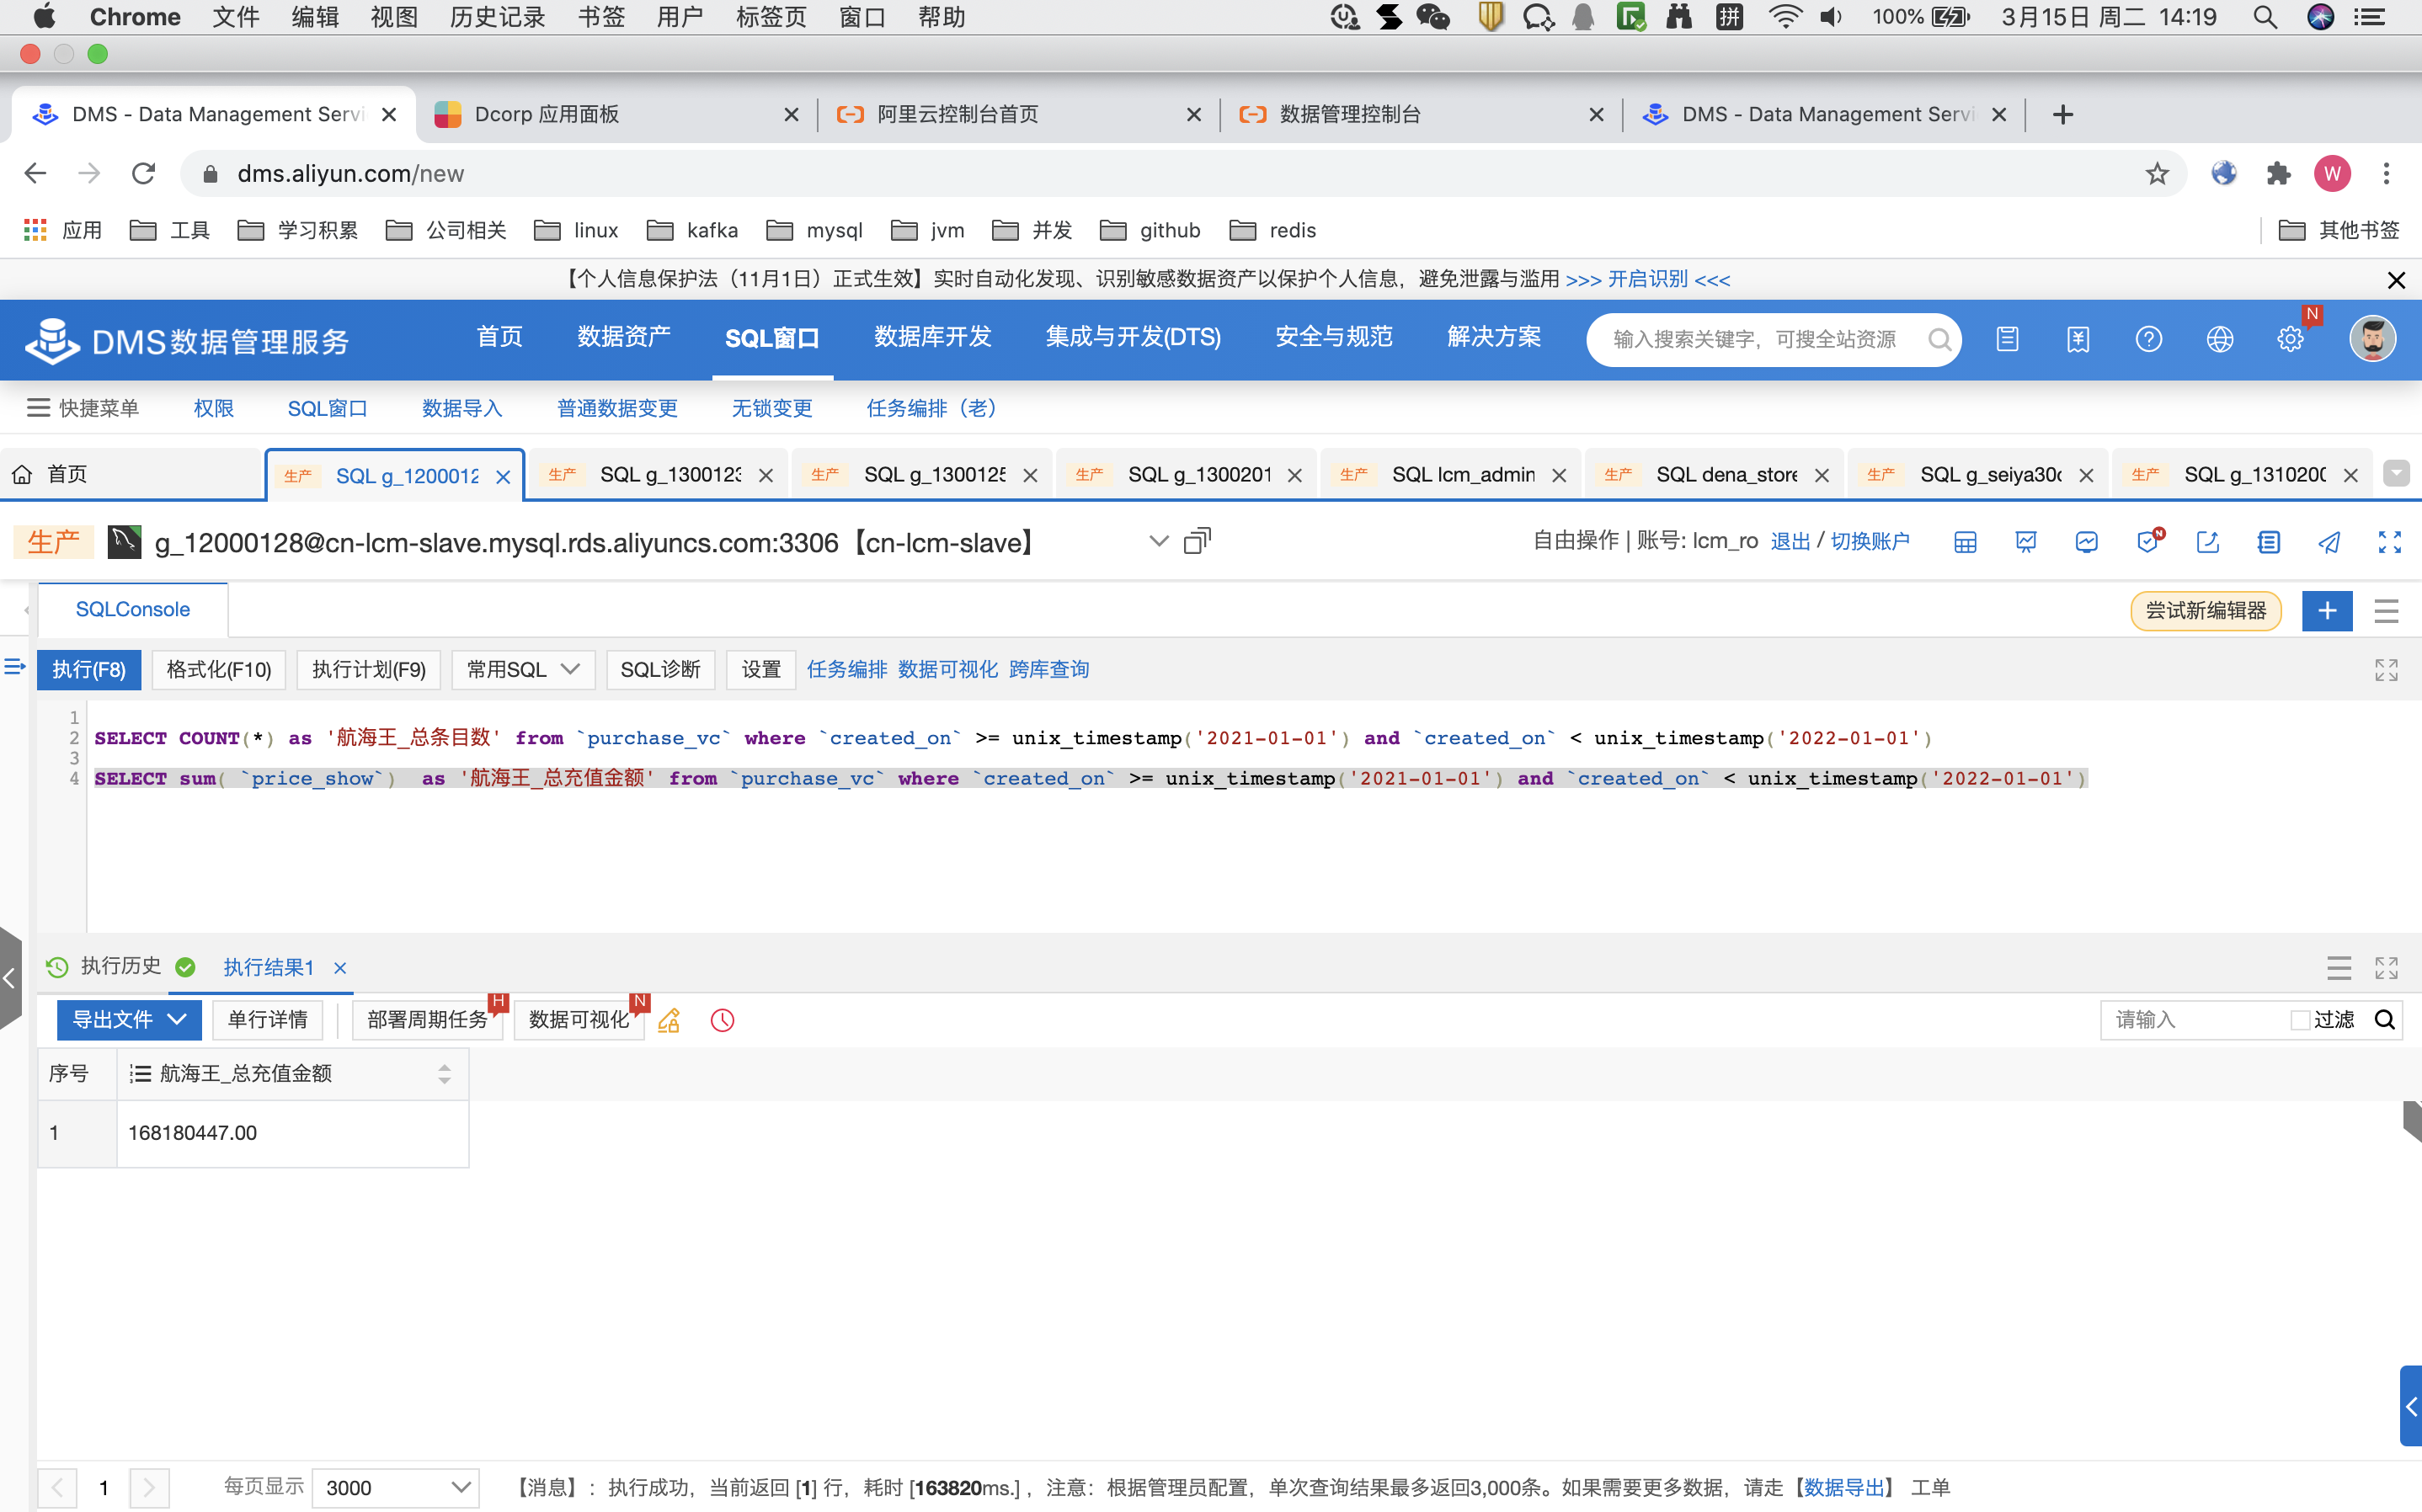 Chrome 文件 编辑 视图 历史记录 书签 用户 标签页 窗口 帮助 拼 100% 3月15日 周二 14:19
DMS - Data Management Servi Dcorp 应用面板 阿里云控制台首页 数据管理控制台 DMS - Data Management Servi
dms.aliyun.com/new W
应用 工具 学习积累 公司相关 linux kafka mysql jvm 并发 github redis 其他书签
【个人信息保护法（11月1日）正式生效】实时自动化发现、识别敏感数据资产以保护个人信息，避免泄露与滥用 >>> 开启识别 <<<
DMS数据管理服务 首页 数据资产 SQL窗口 数据库开发 集成与开发(DTS) 安全与规范 解决方案 输入搜索关键字，可搜全站资源 N
快捷菜单 权限 SQL窗口 数据导入 普通数据变更 无锁变更 任务编排（老）
首页 生产 SQL g_1200012 生产 SQL g_1300123 生产 SQL g_1300125 生产 SQL g_1300201 生产 SQL lcm_admin 生产 SQL dena_store 生产 SQL g_seiya30c 生产 SQL g_1310200
生产 g_12000128@cn-lcm-slave.mysql.rds.aliyuncs.com:3306【cn-lcm-slave】 自由操作 | 账号: lcm_ro 退出 / 切换账户 N
SQLConsole 尝试新编辑器 +
执行(F8) 格式化(F10) 执行计划(F9) 常用SQL SQL诊断 设置 任务编排 数据可视化 跨库查询
1
2 SELECT COUNT(*) as '航海王_总条目数' from `purchase_vc` where `created_on` >= unix_timestamp('2021-01-01') and `created_on` < unix_timestamp('2022-01-01')
3
4 SELECT sum( `price_show`)  as '航海王_总充值金额' from `purchase_vc` where `created_on` >= unix_timestamp('2021-01-01') and `created_on` < unix_timestamp('2022-01-01')
执行历史 执行结果1
导出文件 单行详情 部署周期任务 H 数据可视化 N 请输入 过滤
序号 航海王_总充值金额
1 168180447.00
1 每页显示 3000 【消息】：执行成功，当前返回 [1] 行，耗时 [163820ms.] ，注意：根据管理员配置，单次查询结果最多返回3,000条。如果需要更多数据，请走【数据导出】 工单